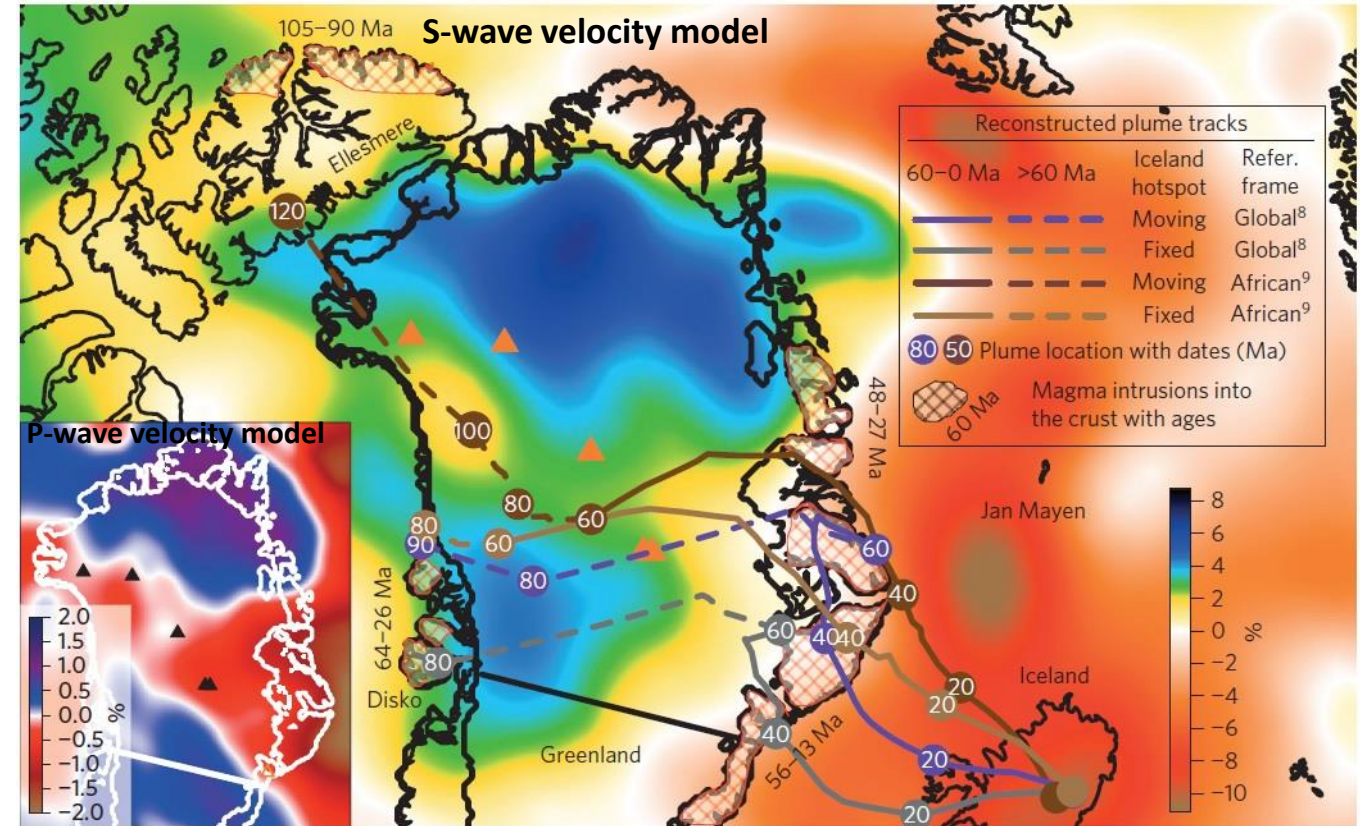 S-wave velocity model
105–90 Ma
Ellesmere
Reconstructed plume tracks
60–0 Ma >60 Ma Iceland hotspot Refer. frame
Moving Global8
Fixed Global8
Moving African9
Fixed African9
80 50 Plume location with dates (Ma)
60 Ma
Magma intrusions into
the crust with ages
120
100
80
60
80
90
60
80
80
60
60
40
40
40
40
20
20
20
20
48–27 Ma
64–26 Ma
56–13 Ma
Jan Mayen
Iceland
Disko
Greenland
8
6
4
2
0
−2
−4
−6
−8
−10
%
P-wave velocity model
2.0
1.5
1.0
0.5
0.0
−0.5
−1.0
−1.5
−2.0
%